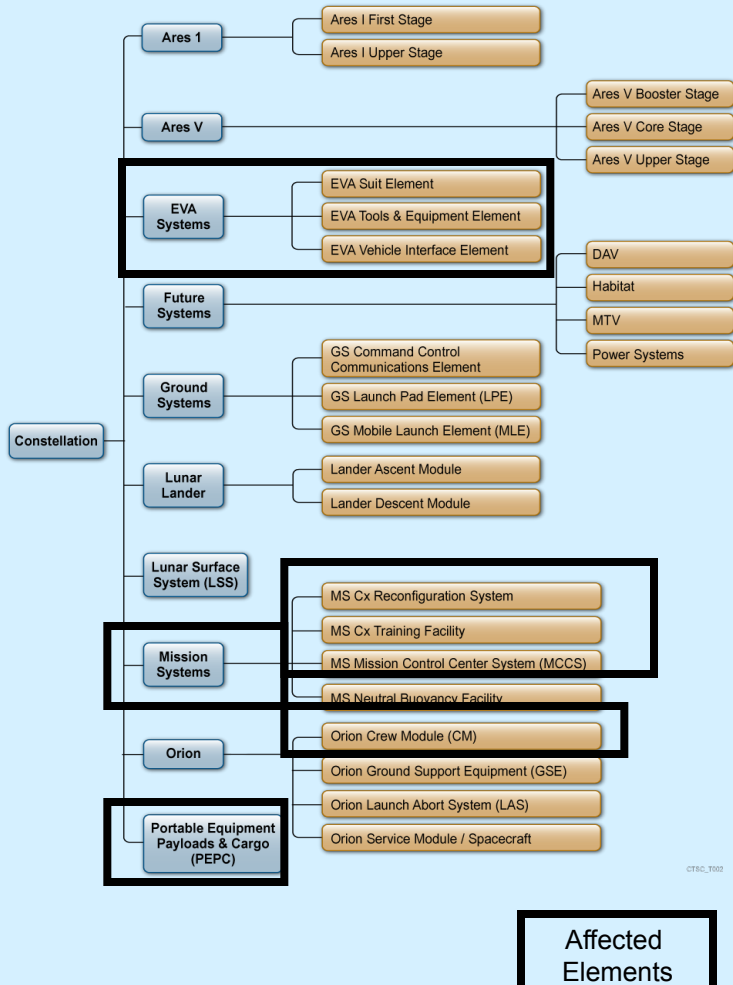 Ares 1
Ares I First Stage
Ares I Upper Stage
Ares V
Ares V Booster Stage
Ares V Core Stage
Ares V Upper Stage
EVA
Systems
EVA Suit Element
EVA Tools & Equipment Element
EVA Vehicle Interface Element
Future
Systems
DAV
Habitat
MTV
Power Systems
Ground
Systems
GS Command Control
Communications Element
GS Launch Pad Element (LPE)
GS Mobile Launch Element (MLE)
Constellation
Lunar
Lander
Lander Ascent Module
Lander Descent Module
Lunar Surface
System (LSS)
Mission
Systems
MS Cx Reconfiguration System
MS Cx Training Facility
MS Mission Control Center System (MCCS)
MS Neutral Buoyancy Facility
Orion
Orion Crew Module (CM)
Orion Ground Support Equipment (GSE)
Orion Launch Abort System (LAS)
Orion Service Module / Spacecraft
Portable Equipment
Payloads & Cargo
(PEPC)
CTSC_T002
Affected
Elements